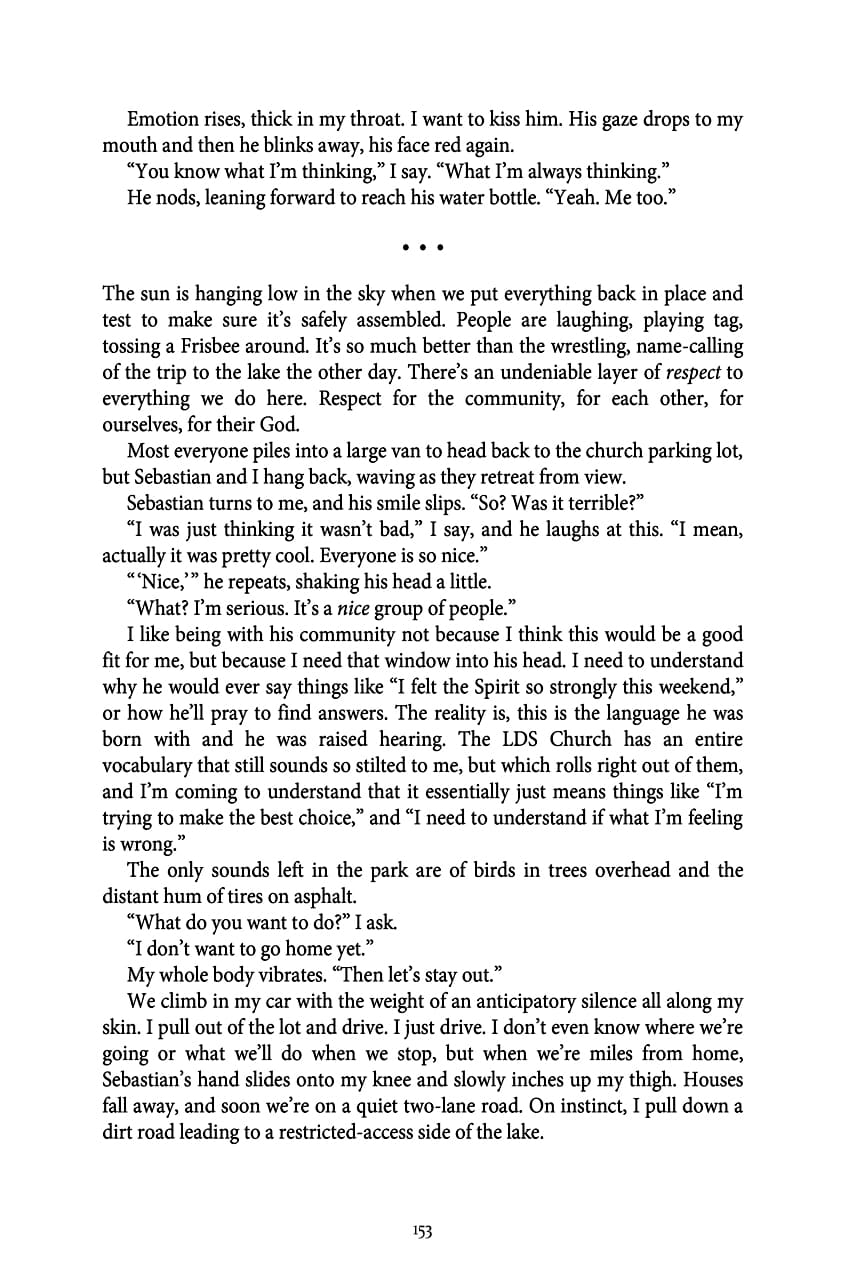 Emotion rises, thick in my throat. I want to kiss him. His gaze drops to my
mouth and then he blinks away, his face red again.
“You know what I’m thinking,” I say. “What I’m always thinking.”
He nods, leaning forward to reach his water bottle. “Yeah. Me too.”
• • •
The sun is hanging low in the sky when we put everything back in place and
test to make sure it’s safely assembled. People are laughing, playing tag,
tossing a Frisbee around. It’s so much better than the wrestling, name-calling
of the trip to the lake the other day. There’s an undeniable layer of respect to
everything we do here. Respect for the community, for each other, for
ourselves, for their God.
Most everyone piles into a large van to head back to the church parking lot,
but Sebastian and I hang back, waving as they retreat from view.
Sebastian turns to me, and his smile slips. “So? Was it terrible?”
“I was just thinking it wasn’t bad,” I say, and he laughs at this. “I mean,
actually it was pretty cool. Everyone is so nice.”
“ ‘Nice,’ ” he repeats, shaking his head a little.
“What? I’m serious. It’s a nice group of people.”
I like being with his community not because I think this would be a good
fit for me, but because I need that window into his head. I need to understand
why he would ever say things like “I felt the Spirit so strongly this weekend,”
or how he’ll pray to find answers. The reality is, this is the language he was
born with and he was raised hearing. The LDS Church has an entire
vocabulary that still sounds so stilted to me, but which rolls right out of them,
and I’m coming to understand that it essentially just means things like “I’m
trying to make the best choice,” and “I need to understand if what I’m feeling
is wrong.”
The only sounds left in the park are of birds in trees overhead and the
distant hum of tires on asphalt.
“What do you want to do?” I ask.
“I don’t want to go home yet.”
My whole body vibrates. “Then let’s stay out.”
We climb in my car with the weight of an anticipatory silence all along my
skin. I pull out of the lot and drive. I just drive. I don’t even know where we’re
going or what we’ll do when we stop, but when we’re miles from home,
Sebastian’s hand slides onto my knee and slowly inches up my thigh. Houses
fall away, and soon we’re on a quiet two-lane road. On instinct, I pull down a
dirt road leading to a restricted-access side of the lake.
153